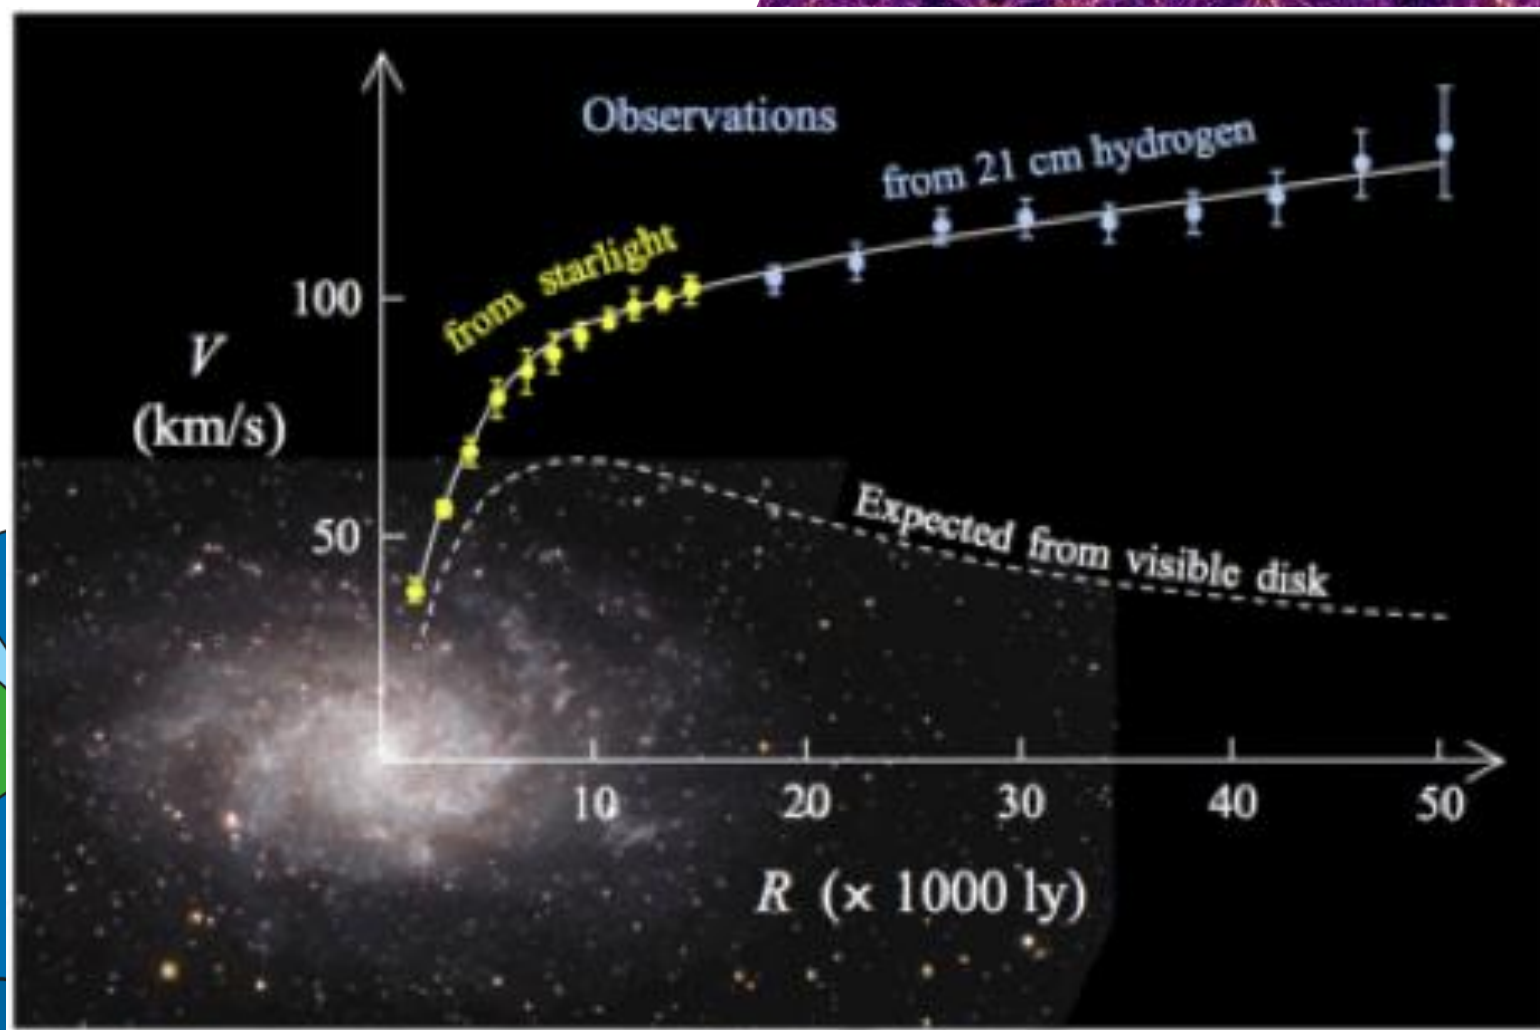 Observations
from 21 cm hydrogen
from starlight
100
V
(km/s)
50
Expected from visible disk
10 20 30 40 50
R (x 1000 ly)